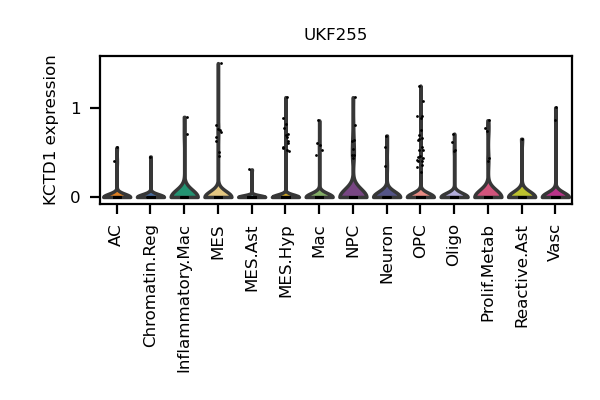 UKF255
KCTD1 expression
1
0
AC
Chromatin.Reg
Inflammatory.Mac
MES
MES.Ast
MES.Hyp
Mac
NPC
Neuron
OPC
Oligo
Prolif.Metab
Reactive.Ast
Vasc